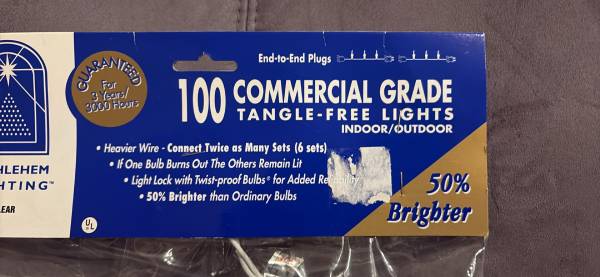 End-to-End Plugs
GUARANTEED
For
3 Years/
3000 Hours
100 COMMERCIAL GRADE
TANGLE-FREE LIGHTS
INDOOR/OUTDOOR
• Heavier Wire - Connect Twice as Many Sets (6 sets)
• If One Bulb Burns Out The Others Remain Lit
• Light Lock with Twist-proof Bulbs® for Added
• 50% Brighter than Ordinary Bulbs
50%
Brighter
HLEHEM
HTING™
LEAR
UL